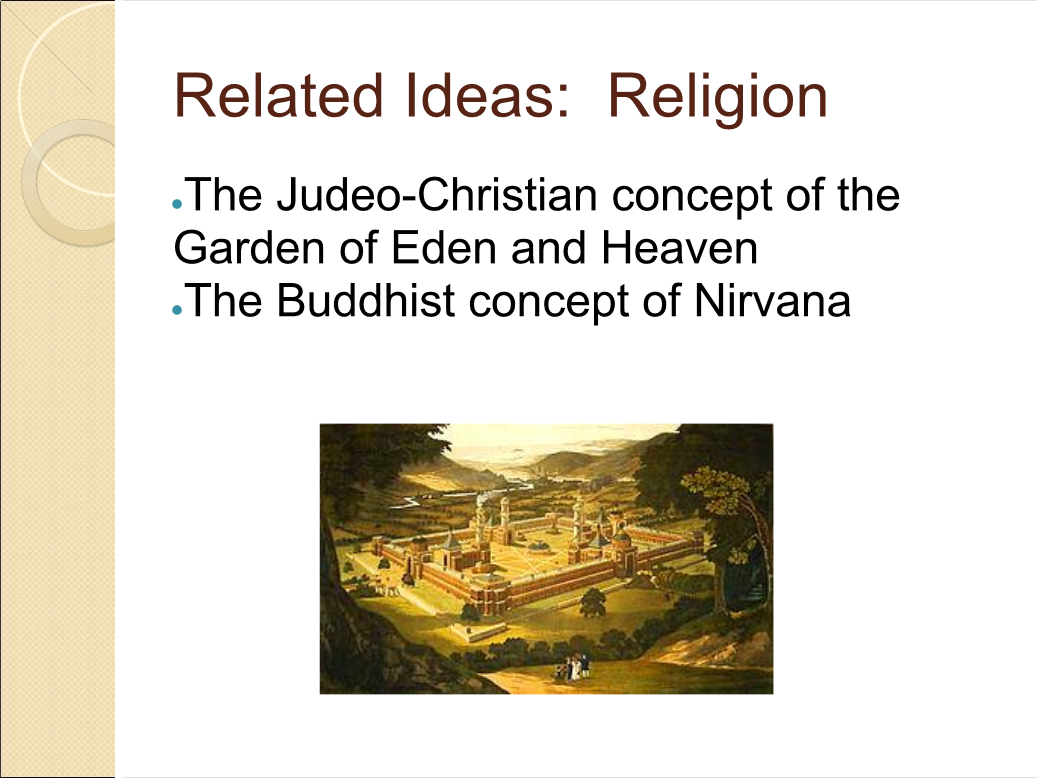 Related Ideas:  Religion
●The Judeo-Christian concept of the
Garden of Eden and Heaven
●The Buddhist concept of Nirvana